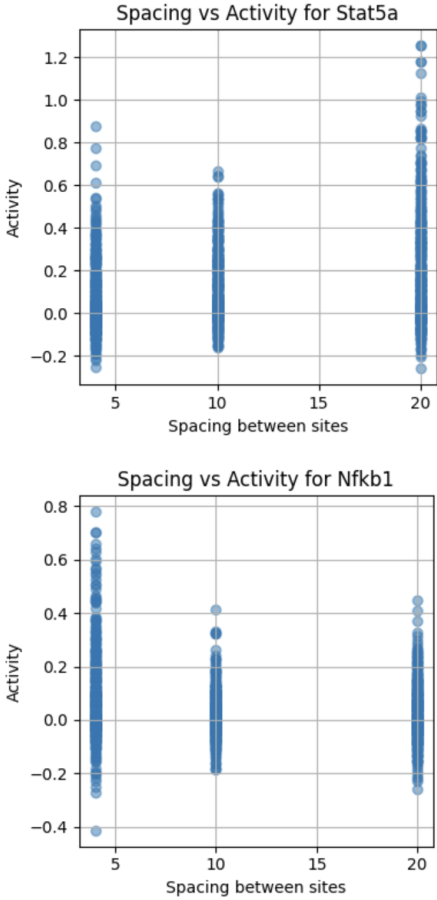 Spacing vs Activity for Stat5a
1.2
1.0
0.8
0.6
0.4
0.2
0.0
−0.2
Activity
5 10 15 20
Spacing between sites
Spacing vs Activity for Nfkb1
0.8
0.6
0.4
0.2
0.0
−0.2
−0.4
Activity
5 10 15 20
Spacing between sites